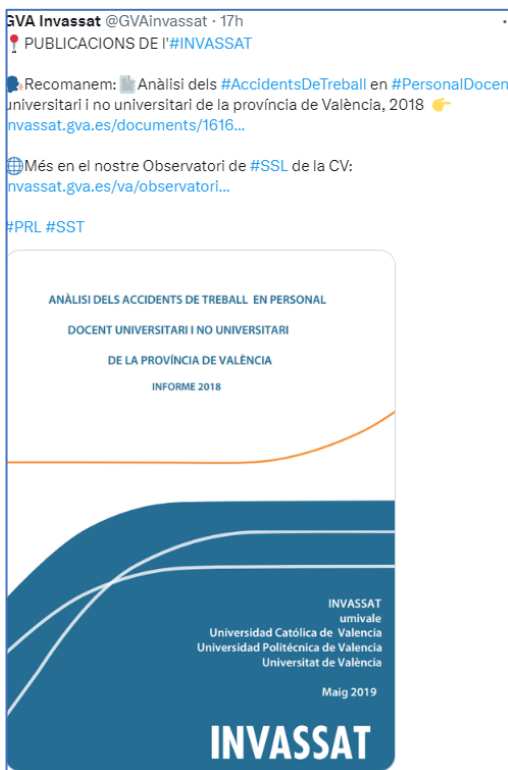 GVA Invassat @GVAinvassat · 17h
PUBLICACIONS DE l'#INVASSAT
Recomanem: Anàlisi dels #AccidentsDeTreball en #PersonalDocen
universitari i no universitari de la província de València, 2018
nvassat.gva.es/documents/1616...
Més en el nostre Observatori de #SSL de la CV:
nvassat.gva.es/va/observatori...
#PRL #SST
ANÀLISI DELS ACCIDENTS DE TREBALL EN PERSONAL
DOCENT UNIVERSITARI I NO UNIVERSITARI
DE LA PROVÍNCIA DE VALÈNCIA
INFORME 2018
INVASSAT
umivale
Universidad Católica de Valencia
Universidad Politécnica de Valencia
Universitat de València
Maig 2019
INVASSAT